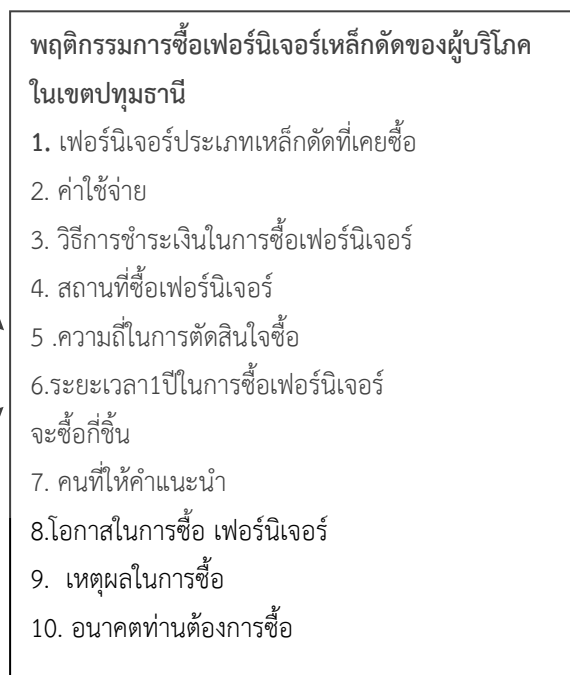 พฤติกรรมการซื้อเฟอร์นิเจอร์เหล็กดัดของผู้บริโภค
ในเขตปทุมธานี
1. เฟอร์นิเจอร์ประเภทเหล็กดัดที่เคยซื้อ
2. ค่าใช้จ่าย
3. วิธีการชำระเงินในการซื้อเฟอร์นิเจอร์
4. สถานที่ซื้อเฟอร์นิเจอร์
5 .ความถี่ในการตัดสินใจซื้อ
6.ระยะเวลา1ปีในการซื้อเฟอร์นิเจอร์
จะซื้อกี่ชิ้น
7. คนที่ให้คำแนะนำ
8.โอกาสในการซื้อ เฟอร์นิเจอร์
9. เหตุผลในการซื้อ
10. อนาคตท่านต้องการซื้อ